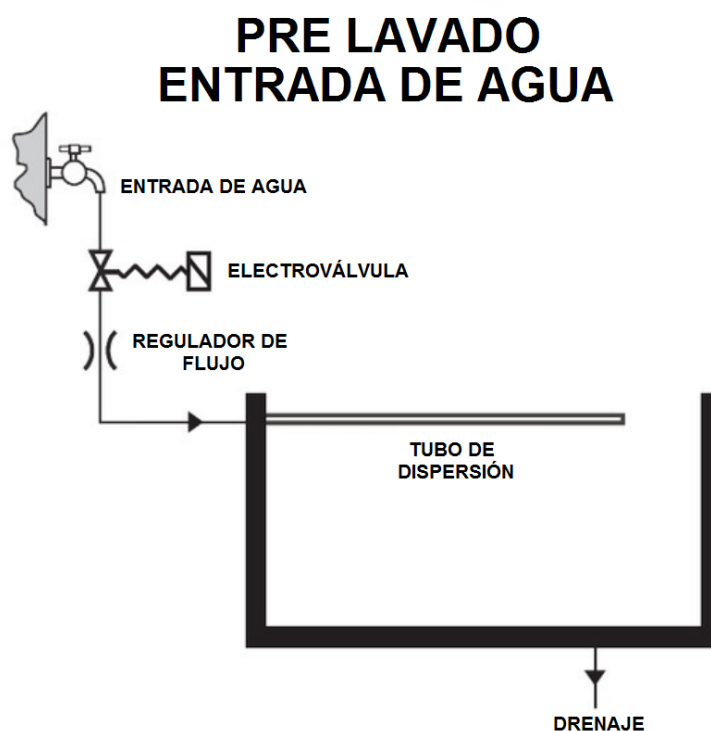 PRE LAVADO
ENTRADA DE AGUA
ENTRADA DE AGUA
ELECTROVÁLVULA
REGULADOR DE
FLUJO
TUBO DE
DISPERSIÓN
DRENAJE